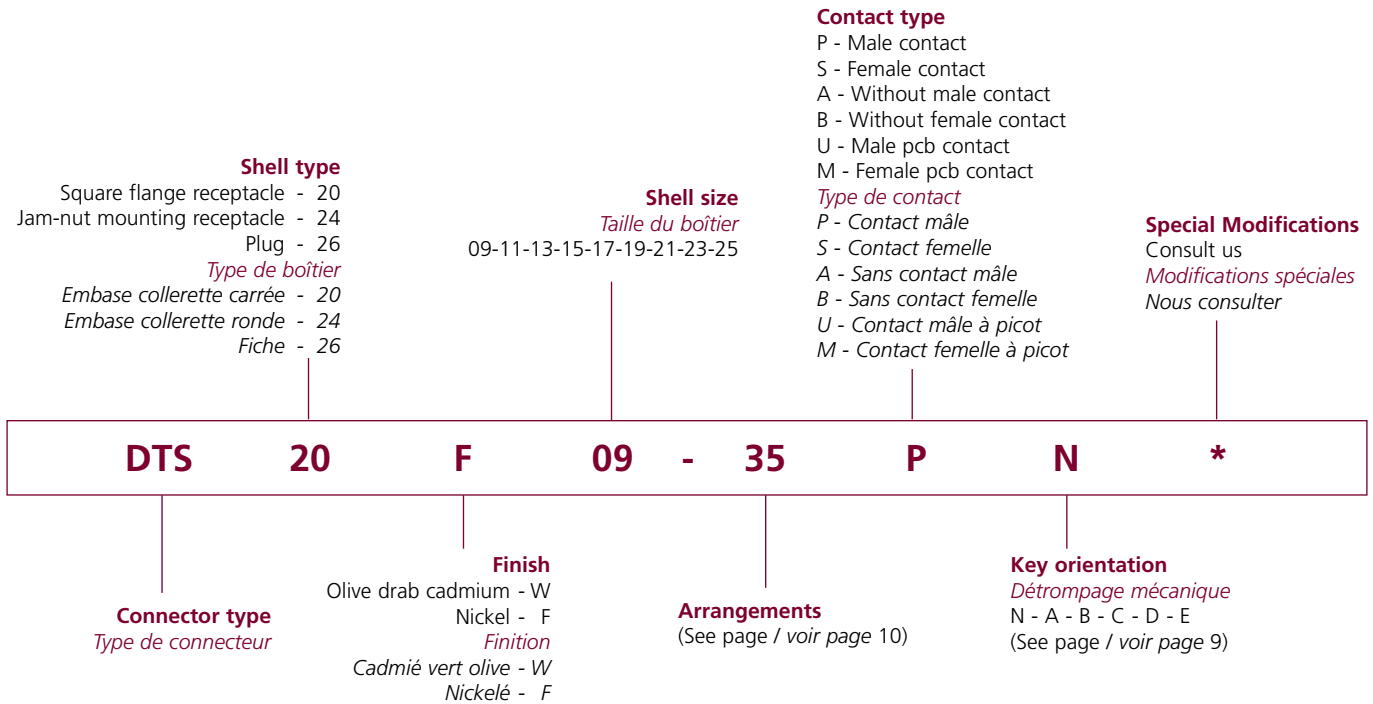 Contact type
P - Male contact
S - Female contact
A - Without male contact
B - Without female contact
U - Male pcb contact
M - Female pcb contact
Type de contact
P - Contact mâle
S - Contact femelle
A - Sans contact mâle
B - Sans contact femelle
U - Contact mâle à picot
M - Contact femelle à picot
Shell type
Square flange receptacle - 20
Jam-nut mounting receptacle - 24
Plug - 26
Type de boîtier
Embase collerette carrée - 20
Embase collerette ronde - 24
Fiche - 26
Shell size
Taille du boîtier
09-11-13-15-17-19-21-23-25
Special Modifications
Consult us
Modifications spéciales
Nous consulter
DTS 20 F 09 - 35 P N *
Connector type
Type de connecteur
Finish
Olive drab cadmium - W
Nickel - F
Finition
Cadmié vert olive - W
Nickelé - F
Arrangements
(See page / voir page 10)
Key orientation
Détrompage mécanique
N - A - B - C - D - E
(See page / voir page 9)